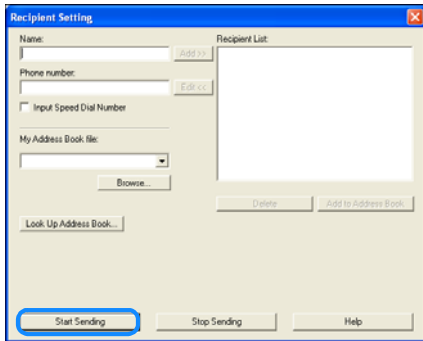 Recipient Setting
Name:
Recipient List:
Add >>
Phone number:
Edit <<
Input Speed Dial Number
My Address Book file:
Browse...
Delete
Add to Address Book
Look Up Address Book...
Start Sending
Stop Sending
Help